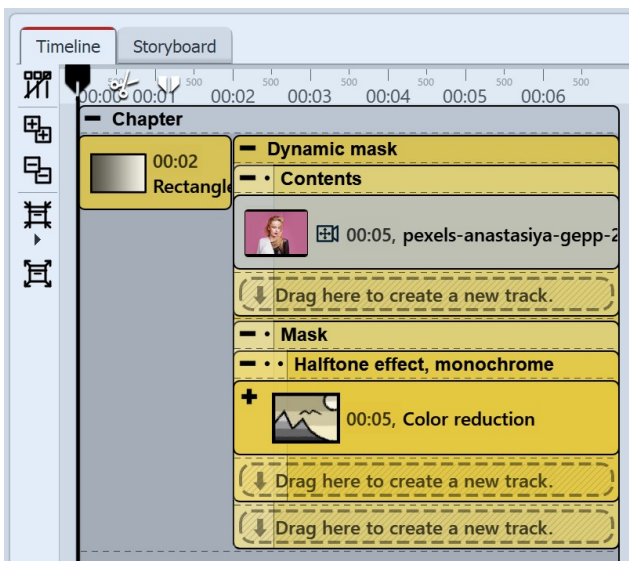 Timeline
Storyboard
500 500 500 500 500 500
00:00 00:01 00:02 00:03 00:04 00:05 00:06
Chapter
00:02
Rectangle
Dynamic mask
Contents
00:05, pexels-anastasiya-gepp-2
Drag here to create a new track.
Mask
Halftone effect, monochrome
00:05, Color reduction
Drag here to create a new track.
Drag here to create a new track.